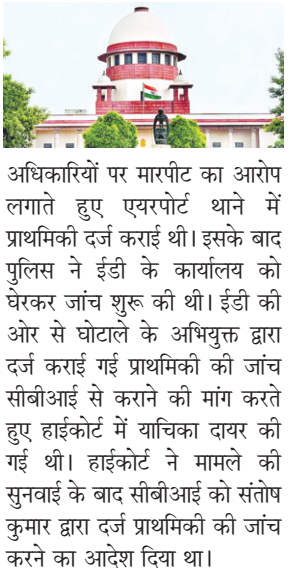 अधिकारियों पर मारपीट का आरोप
लगाते हुए एयरपोर्ट थाने में
प्राथमिकी दर्ज कराई थी। इसके बाद
पुलिस ने ईडी के कार्यालय को
घेरकर जांच शुरू की थी। ईडी की
ओर से घोटाले के अभियुक्त द्वारा
दर्ज कराई गई प्राथमिकी की जांच
सीबीआई से कराने की मांग करते
हुए हाईकोर्ट में याचिका दायर की
गई थी। हाईकोर्ट ने मामले की
सुनवाई के बाद सीबीआई को संतोष
कुमार द्वारा दर्ज प्राथमिकी की जांच
करने का आदेश दिया था।